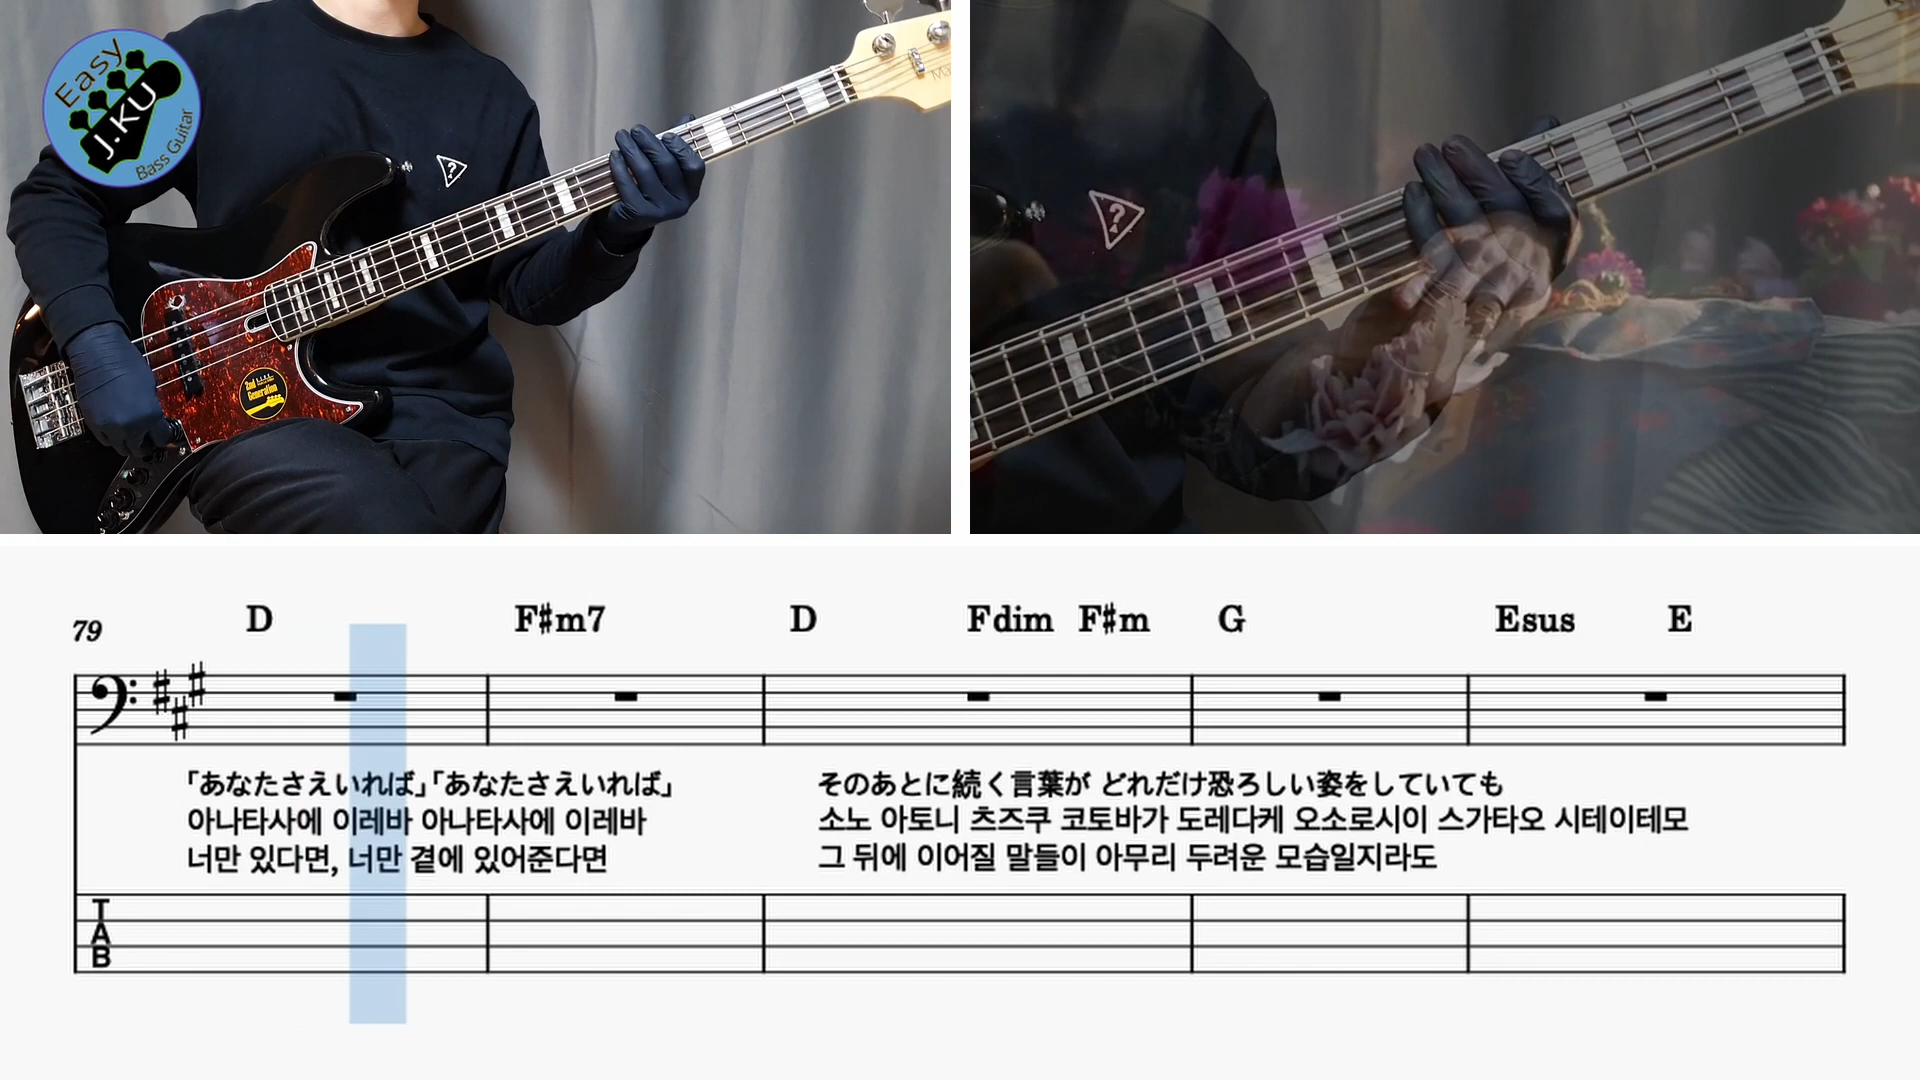 Easy
J.KU
Bass Guitar
?
?
2nd
Generation
79 D F♯m7 D Fdim F♯m G Esus E
「あなたさえいれば」「あなたさえいれば」 そのあとに続く言葉が どれだけ恐ろしい姿をしていても
아나타사에 이레바 아나타사에 이레바 소노 아토니 츠즈쿠 코토바가 도레다케 오소로시이 스가타오 시테이테모
너만 있다면, 너만 곁에 있어준다면 그 뒤에 이어질 말들이 아무리 두려운 모습일지라도
T
A
B